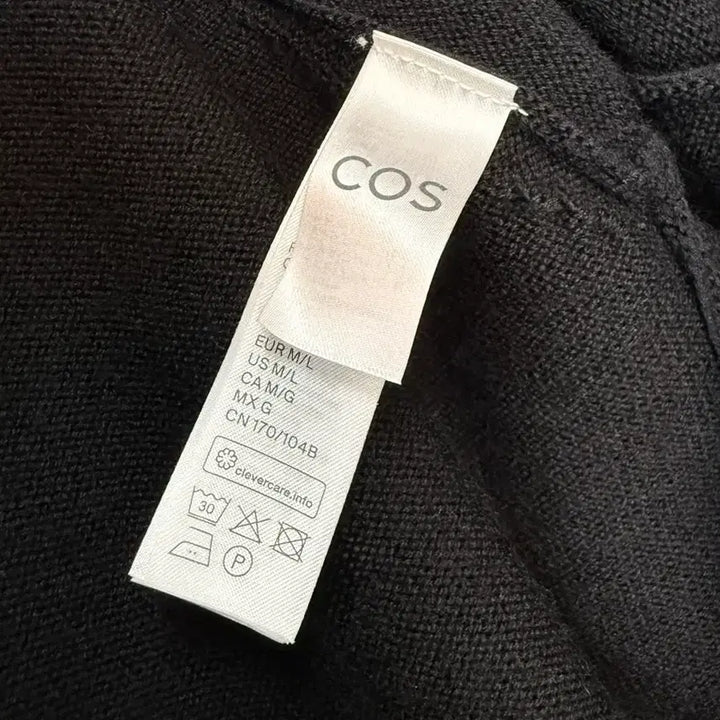 COS
EUR M/L
US M/L
CA M/G
MX G
CN 170/104B
clevercare.info
30
P